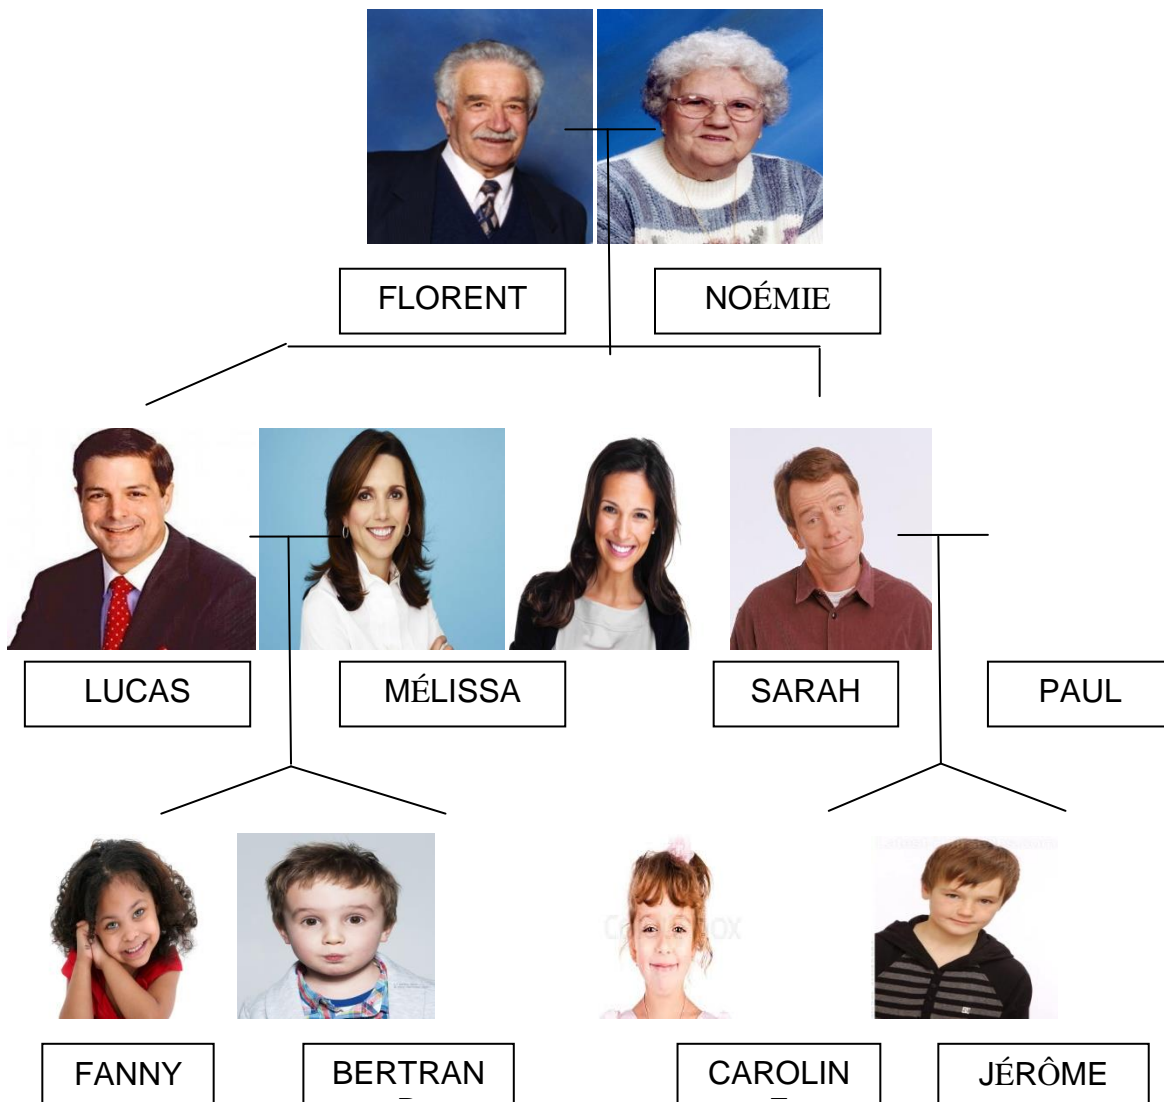 FLORENT
NOÉMIE
LUCAS
MÉLISSA
SARAH
PAUL
FANNY
BERTRAN
CAROLIN
JÉRÔME